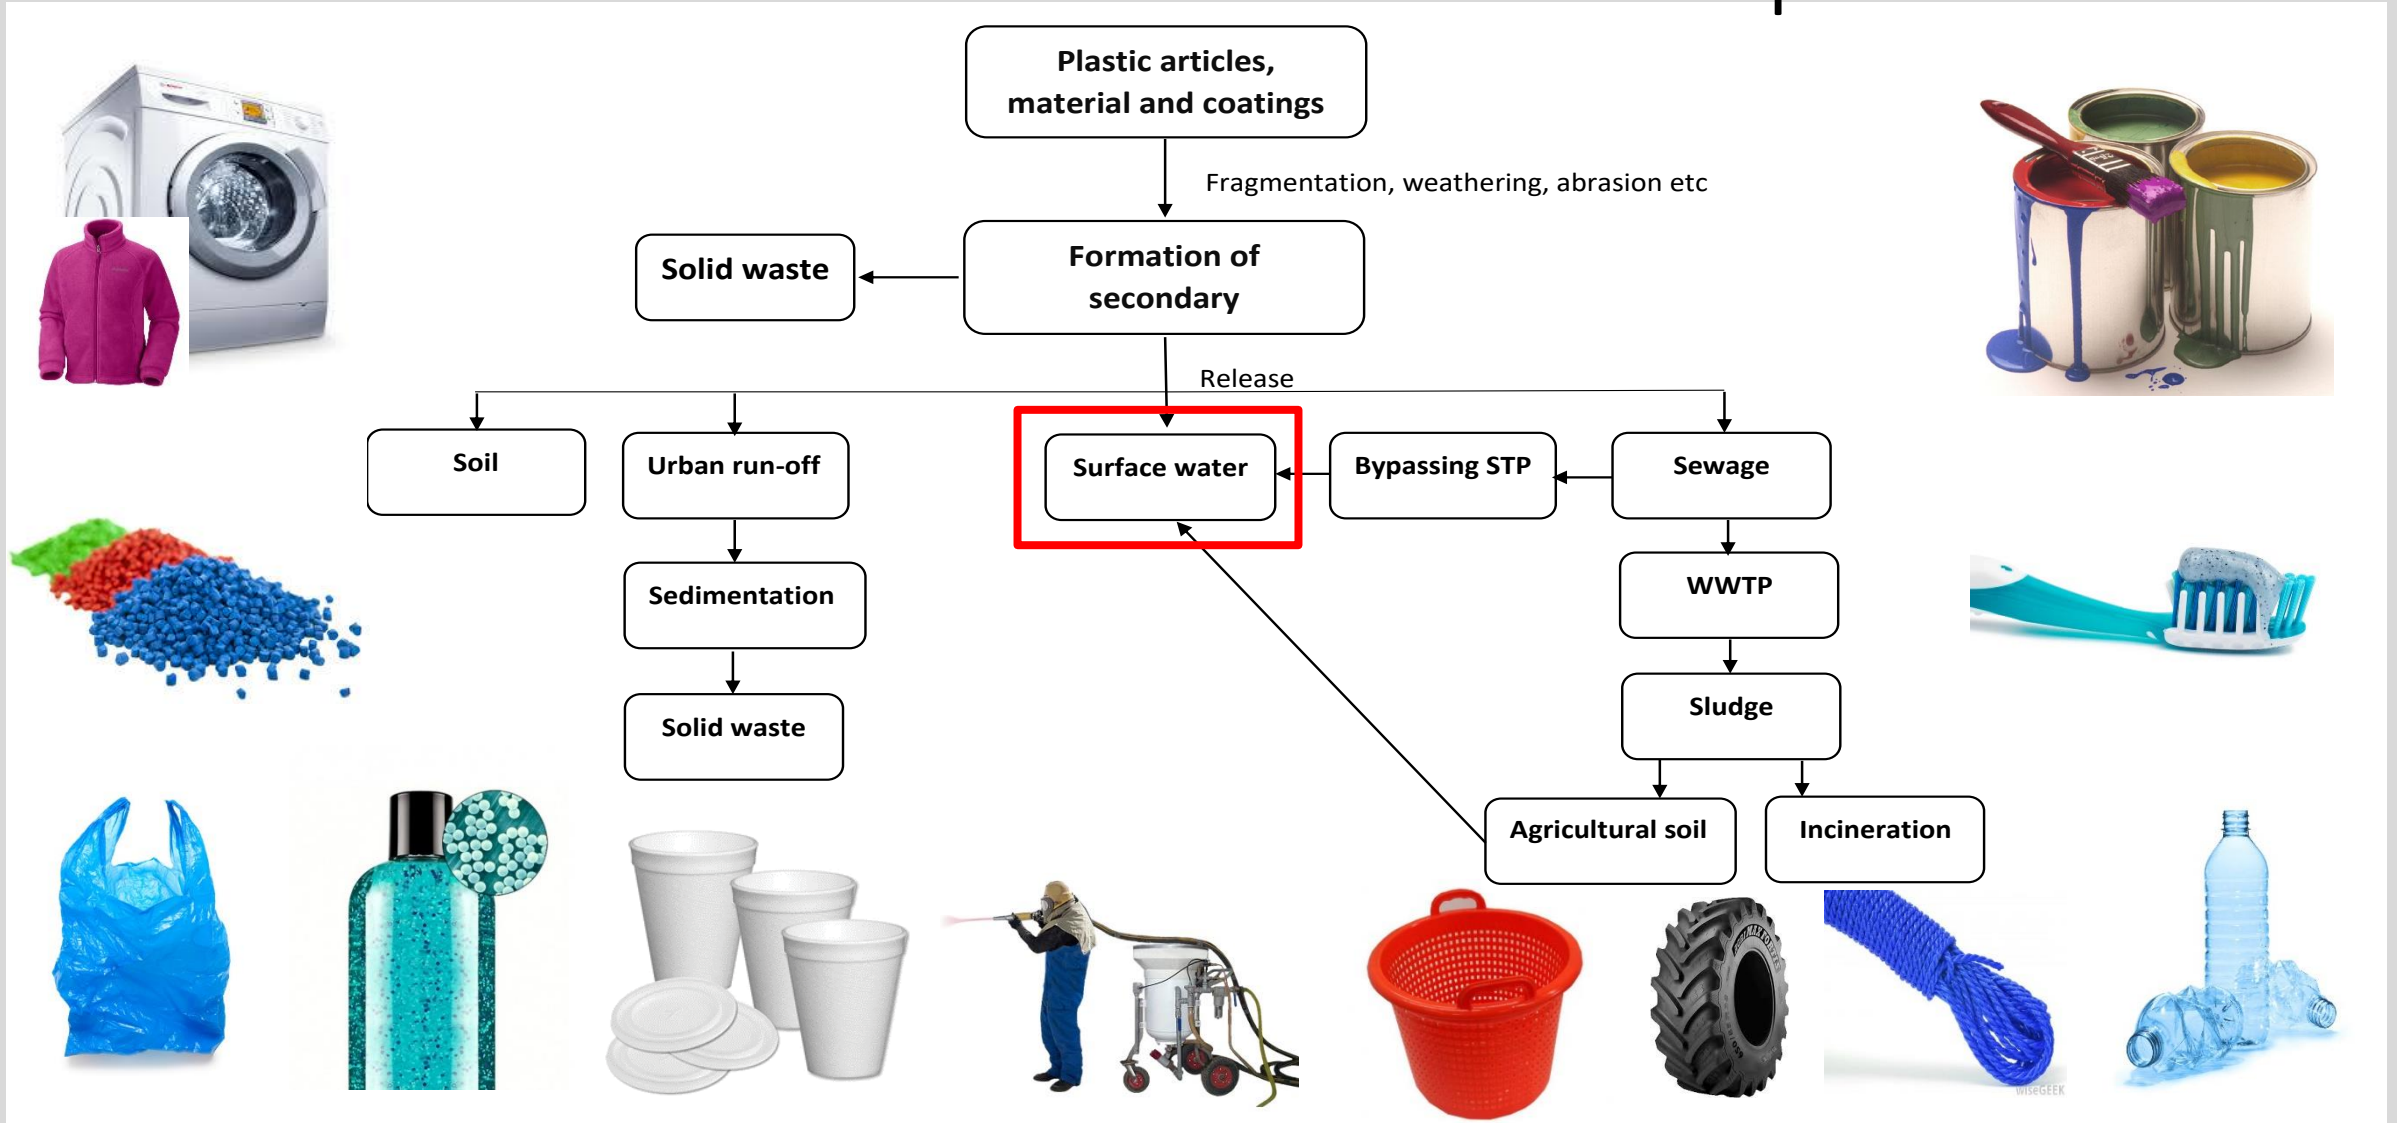 Plastic articles,
material and coatings
Fragmentation, weathering, abrasion etc
Solid waste
Formation of
secondary
Release
Soil
Urban run-off
Surface water
Bypassing STP
Sewage
Sedimentation
WWTP
Solid waste
Sludge
Agricultural soil
Incineration
wiseGEEK